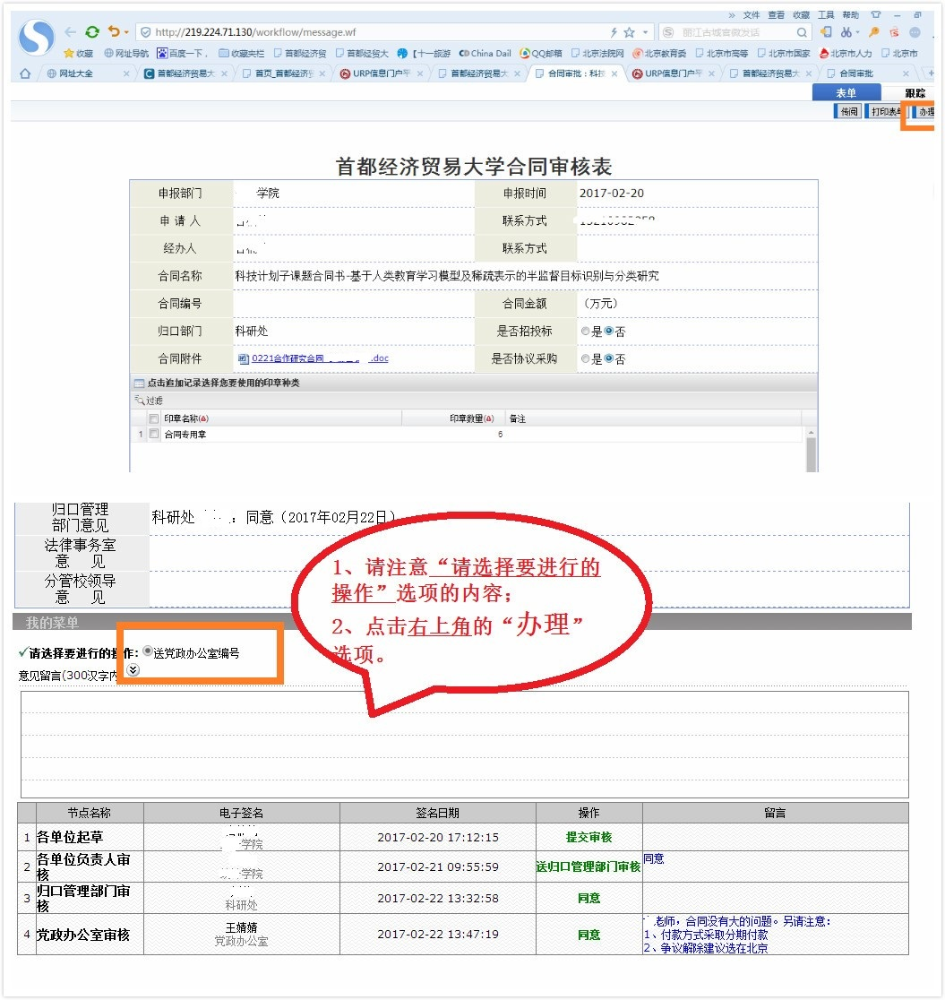 » 文件 查看 收藏 工具 帮助
http://219.224.71.130/workflow/message.wf
丽江古城官微发话
收藏 网址导航 百度一下， 收藏夹栏 首都经济贸 首都经贸大 【十一旅游 China Dail QQ邮箱 北京法院网 北京教育委 北京市高等 北京市国家 北京市人力 北京市
网址大全 首都经济贸易大 首页_首都经济贸 URP信息门户平 首都经济贸易大 合同审批：科技 URP信息门户平 首都经济贸易大 合同审批
表单 跟踪
传阅 打印表单 办理
首都经济贸易大学合同审核表
申报部门 学院 申报时间 2017-02-20
申 请 人 联系方式
经办人 联系方式
合同名称 科技计划子课题合同书-基于人类教育学习模型及稀疏表示的半监督目标识别与分类研究
合同编号 合同金额 （万元）
归口部门 科研处 是否招投标 是 否
合同附件 0221合作研究合同 .doc 是否协议采购 是 否
点击追加记录选择您要使用的印章种类
过滤
印章名称(A) 印章数量(A) 备注
1 合同专用章 6
归口管理
部门意见
科研处 ：同意（2017年02月22日）
法律事务室
意 见
分管校领导
意 见
1、请注意“请选择要进行的
操作”选项的内容；
2、点击右上角的“办理”
选项。
我的菜单
✓请选择要进行的操作: 送党政办公室编号
意见留言(300汉字内
节点名称 电子签名 签名日期 操作 留言
1 各单位起草 学院 2017-02-20 17:12:15 提交审核
2 各单位负责人审核 学院 2017-02-21 09:55:59 送归口管理部门审核 同意
3 归口管理部门审核 科研处 2017-02-22 13:32:58 同意
4 党政办公室审核 王婧婧 党政办公室 2017-02-22 13:47:19 同意 老师，合同没有大的问题。另请注意：
1、付款方式采取分期付款
2、争议解除建议选在北京